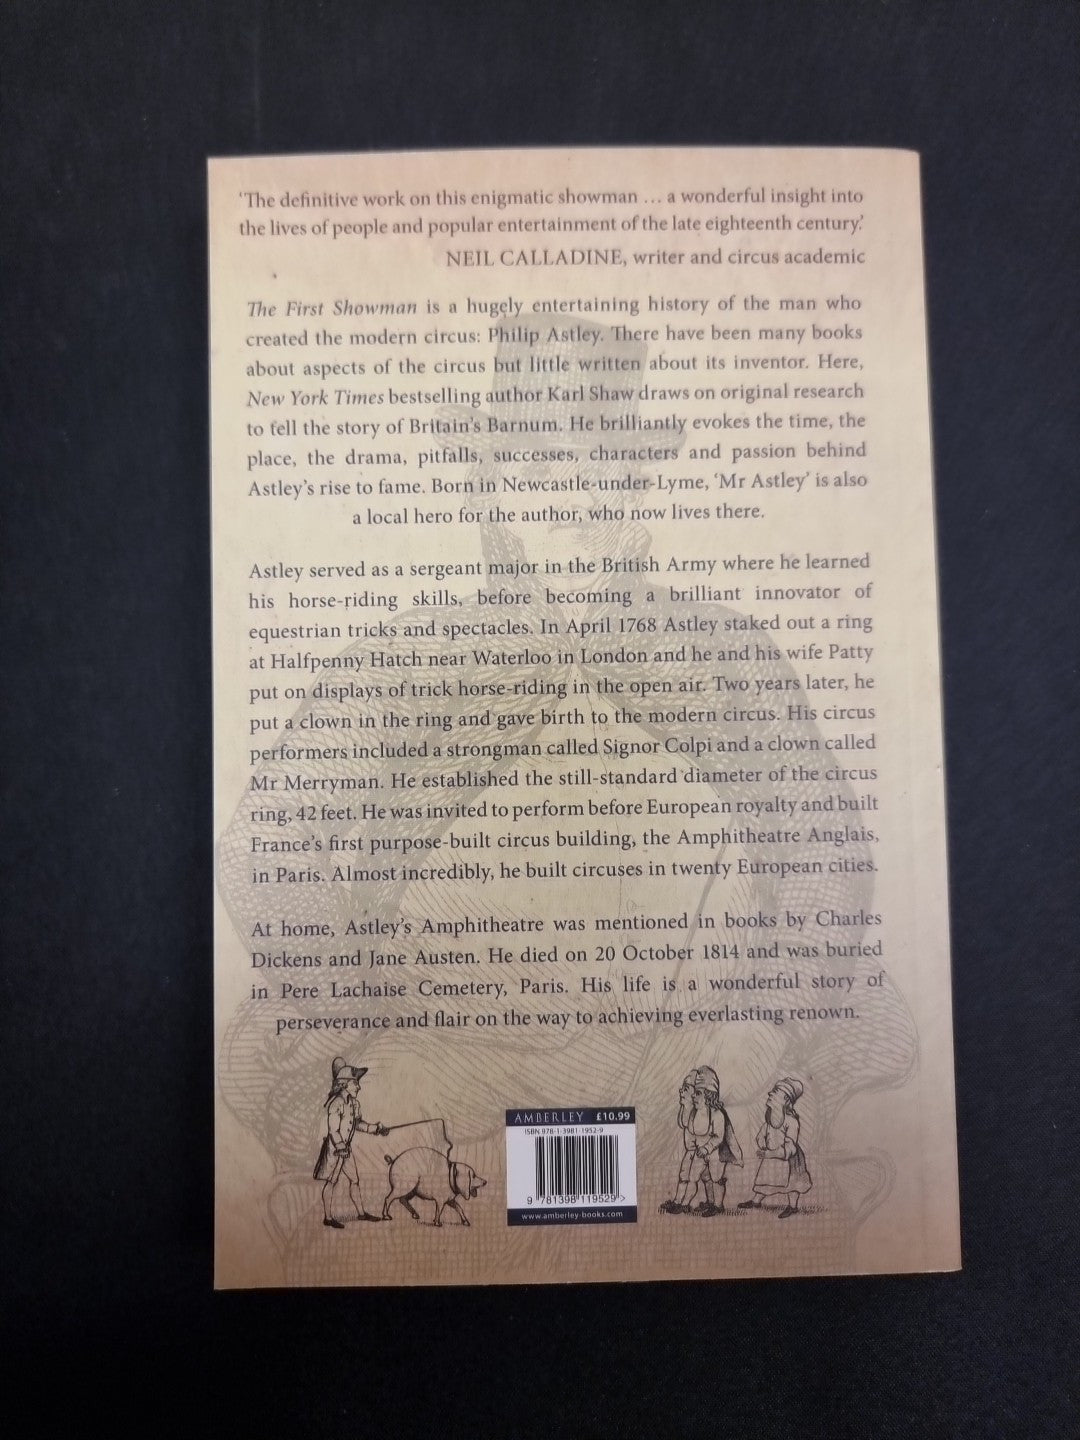 ‘The definitive work on this enigmatic showman … a wonderful insight into
the lives of people and popular entertainment of the late eighteenth century.’
NEIL CALLADINE, writer and circus academic
The First Showman is a hugely entertaining history of the man who
created the modern circus: Philip Astley. There have been many books
about aspects of the circus but little written about its inventor. Here,
New York Times bestselling author Karl Shaw draws on original research
to tell the story of Britain’s Barnum. He brilliantly evokes the time, the
place, the drama, pitfalls, successes, characters and passion behind
Astley’s rise to fame. Born in Newcastle-under-Lyme, ‘Mr Astley’ is also
a local hero for the author, who now lives there.
Astley served as a sergeant major in the British Army where he learned
his horse-riding skills, before becoming a brilliant innovator of
equestrian tricks and spectacles. In April 1768 Astley staked out a ring
at Halfpenny Hatch near Waterloo in London and he and his wife Patty
put on displays of trick horse-riding in the open air. Two years later, he
put a clown in the ring and gave birth to the modern circus. His circus
performers included a strongman called Signor Colpi and a clown called
Mr Merryman. He established the still-standard diameter of the circus
ring, 42 feet. He was invited to perform before European royalty and built
France’s first purpose-built circus building, the Amphitheatre Anglais,
in Paris. Almost incredibly, he built circuses in twenty European cities.
At home, Astley’s Amphitheatre was mentioned in books by Charles
Dickens and Jane Austen. He died on 20 October 1814 and was buried
in Pere Lachaise Cemetery, Paris. His life is a wonderful story of
perseverance and flair on the way to achieving everlasting renown.
AMBERLEY £10.99
ISBN 978-1-3981-1952-9
9 781398 119529 >
www.amberley-books.com